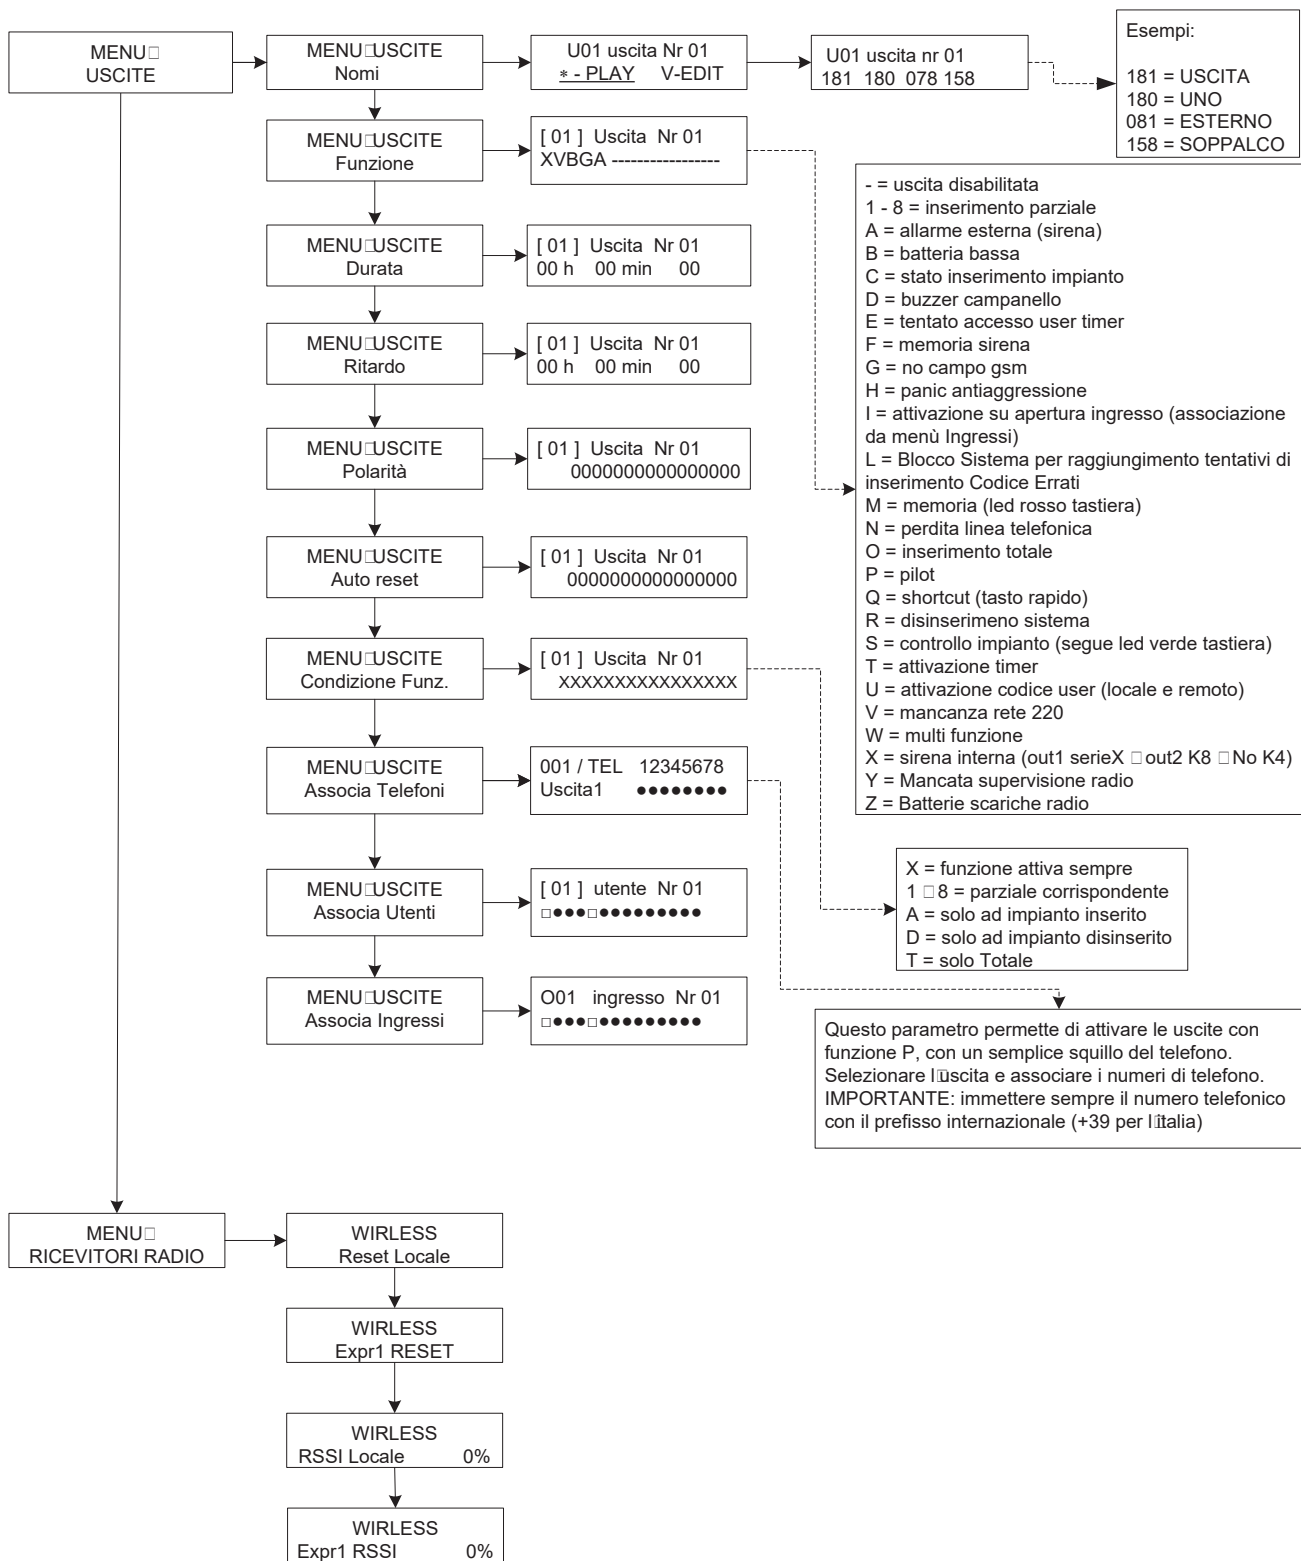 MENU□
USCITE
MENU□USCITE
Nomi
U01 uscita Nr 01
* - PLAY V-EDIT
U01 uscita nr 01
181 180 078 158
Esempi:
181 = USCITA
180 = UNO
081 = ESTERNO
158 = SOPPALCO
MENU□USCITE
Funzione
[ 01 ] Uscita Nr 01
XVBGA -----------------
- = uscita disabilitata
1 - 8 = inserimento parziale
A = allarme esterna (sirena)
B = batteria bassa
C = stato inserimento impianto
D = buzzer campanello
E = tentato accesso user timer
F = memoria sirena
G = no campo gsm
H = panic antiaggressione
I = attivazione su apertura ingresso (associazione
da menù Ingressi)
L = Blocco Sistema per raggiungimento tentativi di
inserimento Codice Errati
M = memoria (led rosso tastiera)
N = perdita linea telefonica
O = inserimento totale
P = pilot
Q = shortcut (tasto rapido)
R = disinserimeno sistema
S = controllo impianto (segue led verde tastiera)
T = attivazione timer
U = attivazione codice user (locale e remoto)
V = mancanza rete 220
W = multi funzione
X = sirena interna (out1 serieX □ out2 K8 □ No K4)
Y = Mancata supervisione radio
Z = Batterie scariche radio
MENU□USCITE
Durata
[ 01 ] Uscita Nr 01
00 h 00 min 00
MENU□USCITE
Ritardo
[ 01 ] Uscita Nr 01
00 h 00 min 00
MENU□USCITE
Polarità
[ 01 ] Uscita Nr 01
0000000000000000
MENU□USCITE
Auto reset
[ 01 ] Uscita Nr 01
0000000000000000
MENU□USCITE
Condizione Funz.
[ 01 ] Uscita Nr 01
XXXXXXXXXXXXXXXX
X = funzione attiva sempre
1 □ 8 = parziale corrispondente
A = solo ad impianto inserito
D = solo ad impianto disinserito
T = solo Totale
MENU□USCITE
Associa Telefoni
001 / TEL 12345678
Uscita1 ●●●●●●●●
Questo parametro permette di attivare le uscite con
funzione P, con un semplice squillo del telefono.
Selezionare l□uscita e associare i numeri di telefono.
IMPORTANTE: immettere sempre il numero telefonico
con il prefisso internazionale (+39 per l□italia)
MENU□USCITE
Associa Utenti
[ 01 ] utente Nr 01
□●●●□●●●●●●●●●
MENU□USCITE
Associa Ingressi
O01 ingresso Nr 01
□●●●□●●●●●●●●●
MENU□
RICEVITORI RADIO
WIRLESS
Reset Locale
WIRLESS
Expr1 RESET
WIRLESS
RSSI Locale 0%
WIRLESS
Expr1 RSSI 0%